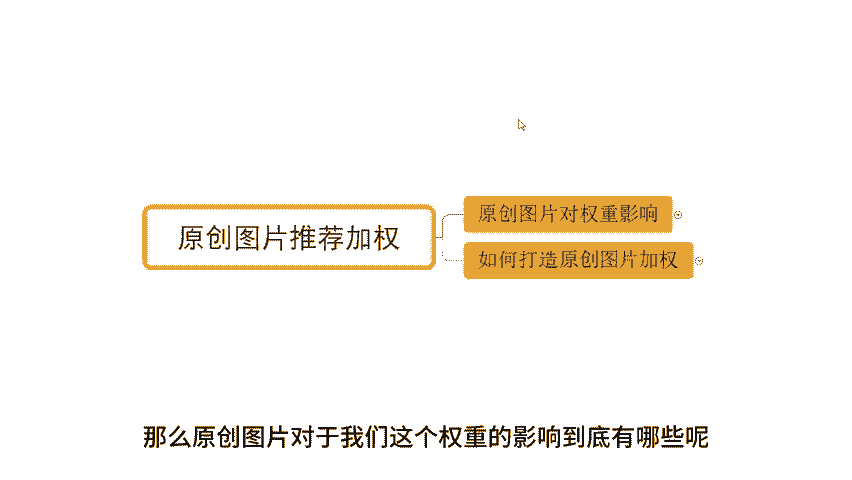 原创图片推荐加权
原创图片对权重影响
如何打造原创图片加权
那么原创图片对于我们这个权重的影响到底有哪些呢